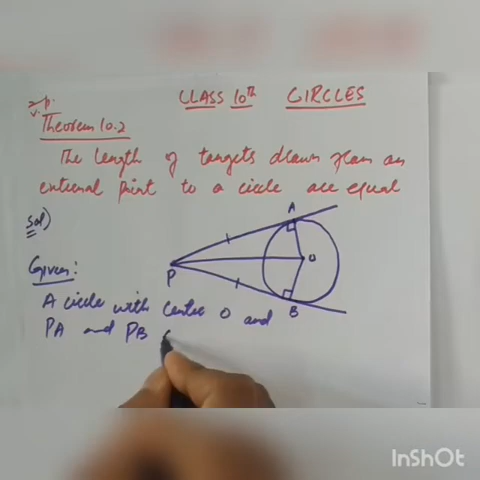 CLASS 10th CIRCLES
v.p.
Theorem 10.2
The length of tangets drawn from an
external point to a circle are equal
Sol)
A
P
O
B
Given:
A circle with centre O and
PA and PB
InShOt